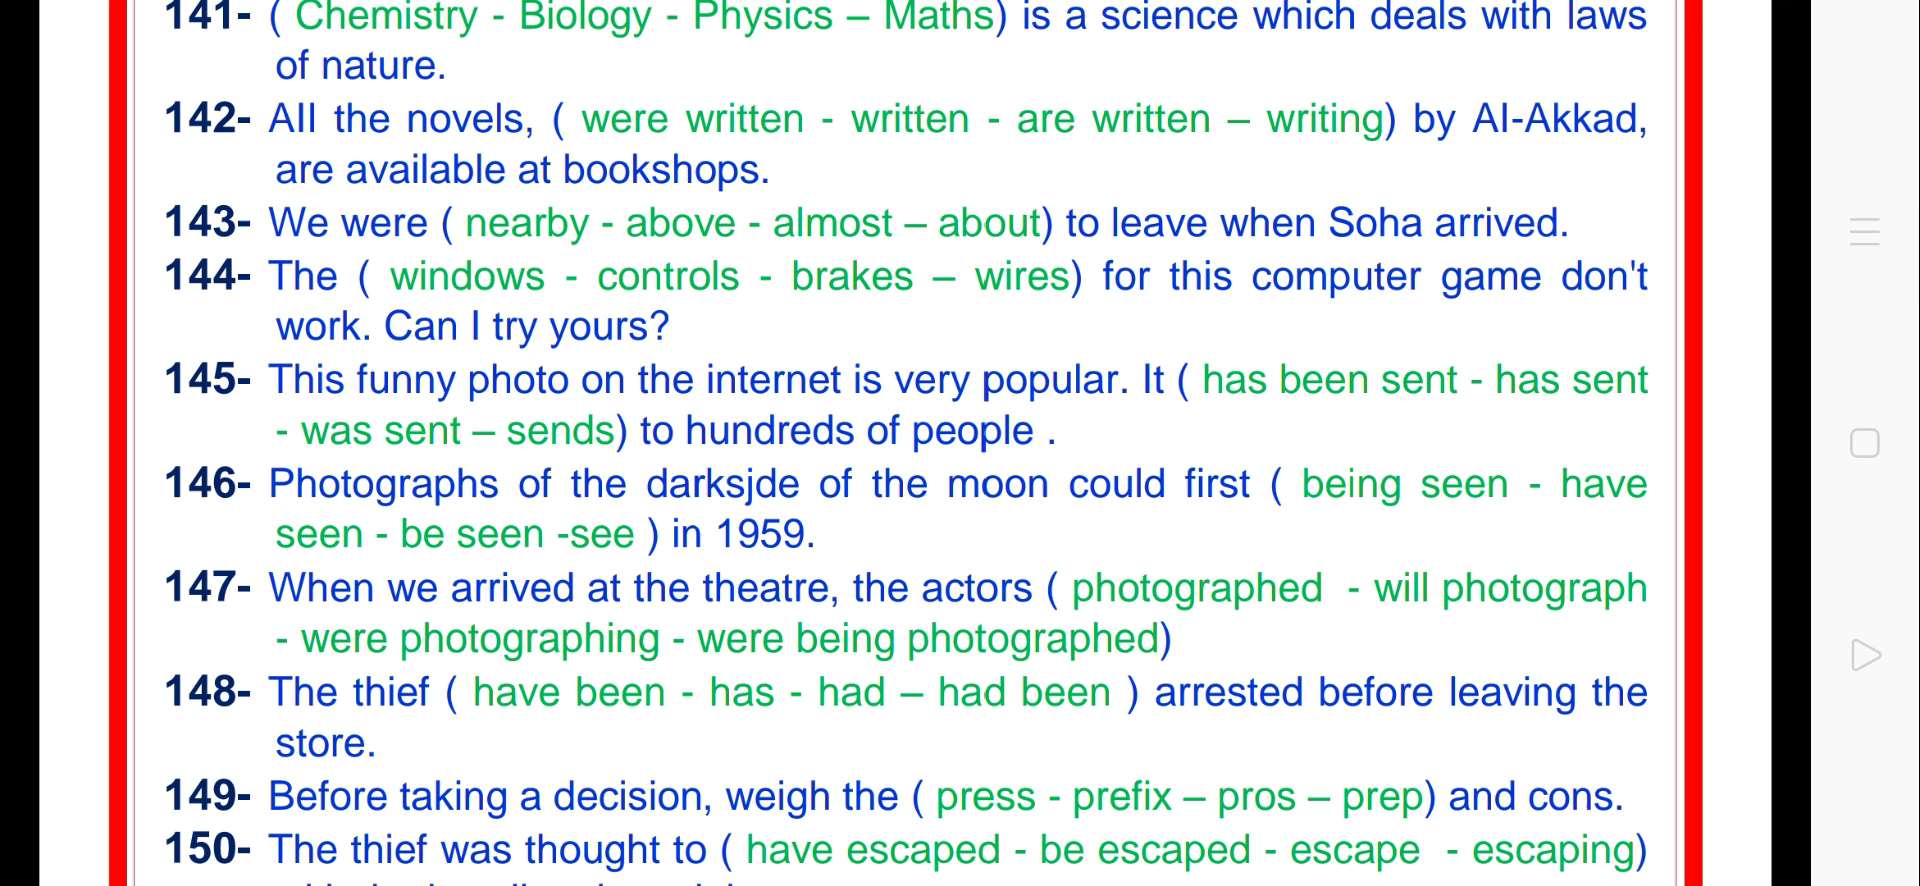 141- ( Chemistry - Biology - Physics – Maths) is a science which deals with laws
of nature.
142- All the novels, ( were written - written - are written – writing) by Al-Akkad,
are available at bookshops.
143- We were ( nearby - above - almost – about) to leave when Soha arrived.
144- The ( windows - controls - brakes – wires) for this computer game don't
work. Can I try yours?
145- This funny photo on the internet is very popular. It ( has been sent - has sent
- was sent – sends) to hundreds of people .
146- Photographs of the darksjde of the moon could first ( being seen - have
seen - be seen -see ) in 1959.
147- When we arrived at the theatre, the actors ( photographed - will photograph
- were photographing - were being photographed)
148- The thief ( have been - has - had – had been ) arrested before leaving the
store.
149- Before taking a decision, weigh the ( press - prefix – pros – prep) and cons.
150- The thief was thought to ( have escaped - be escaped - escape - escaping)